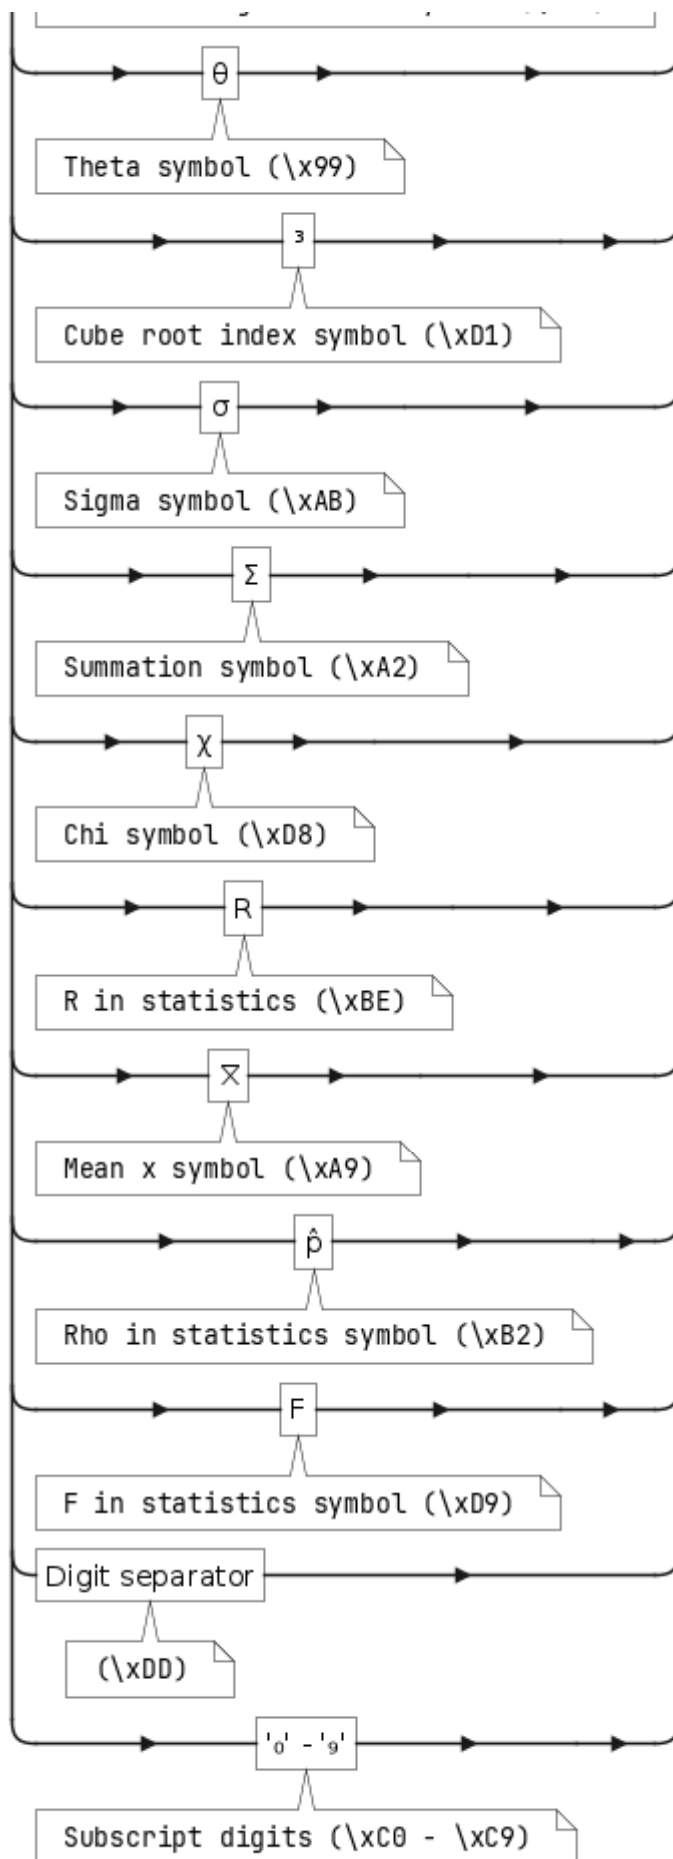 θ
Theta symbol (\x99)
³
Cube root index symbol (\xD1)
σ
Sigma symbol (\xAB)
Σ
Summation symbol (\xA2)
χ
Chi symbol (\xD8)
R
R in statistics (\xBE)
x̅
Mean x symbol (\xA9)
p̂
Rho in statistics symbol (\xB2)
F
F in statistics symbol (\xD9)
Digit separator
(\xDD)
'₀' - '₉'
Subscript digits (\xC0 - \xC9)